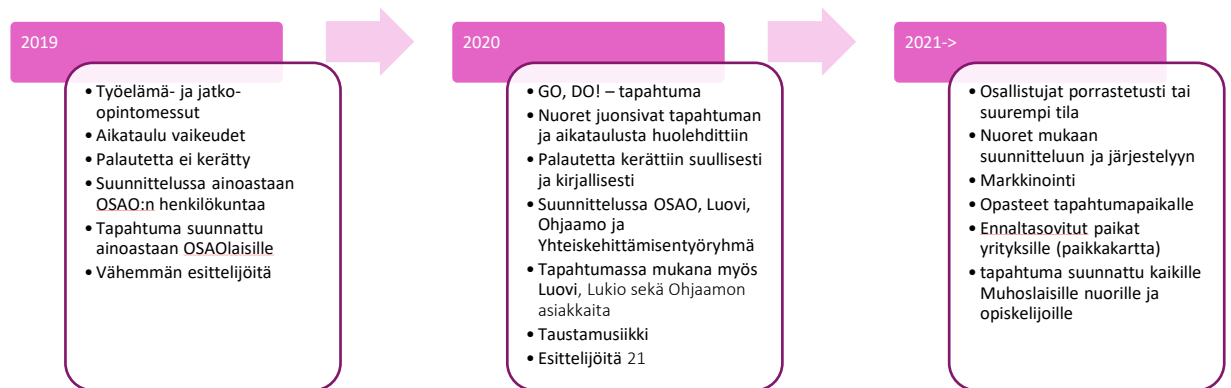 2019
• Työelämä- ja jatko-
opintomessut
• Aikataulu vaikeudet
• Palautetta ei kerätty
• Suunnittelussa ainoastaan
OSAO:n henkilökuntaa
• Tapahtuma suunnattu
ainoastaan OSAOlaisille
• Vähemmän esittelijöitä
2020
• GO, DO! – tapahtuma
• Nuoret juonsivat tapahtuman
ja aikataulusta huolehdittiin
• Palautetta kerättiin suullisesti
ja kirjallisesti
• Suunnittelussa OSAO, Luovi,
Ohjaamo ja
Yhteiskehittämisentyöryhmä
• Tapahtumassa mukana myös
Luovi, Lukio sekä Ohjaamon
asiakkaita
• Taustamusiikki
• Esittelijöitä 21
2021->
• Osallistujat porrastetusti tai
suurempi tila
• Nuoret mukaan
suunnitteluun ja järjestelyyn
• Markkinointi
• Opasteet tapahtumapaikalle
• Ennaltasovitut paikat
yrityksille (paikkakartta)
• tapahtuma suunnattu kaikille
Muhoslaisille nuorille ja
opiskelijoille